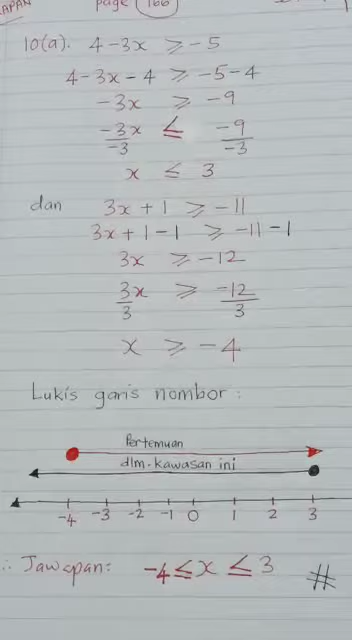 APAN page 166
10(a). 4-3x ≥ -5
4-3x-4 ≥ -5-4
-3x ≥ -9
-3x/-3 ≤ -9/-3
x ≤ 3
dan 3x+1 ≥ -11
3x+1-1 ≥ -11-1
3x ≥ -12
3x/3 ≥ -12/3
x ≥ -4
Lukis garis nombor:
Pertemuan
dlm.kawasan ini
-4 -3 -2 -1 0 1 2 3
∴ Jawapan: -4 ≤ x ≤ 3 #